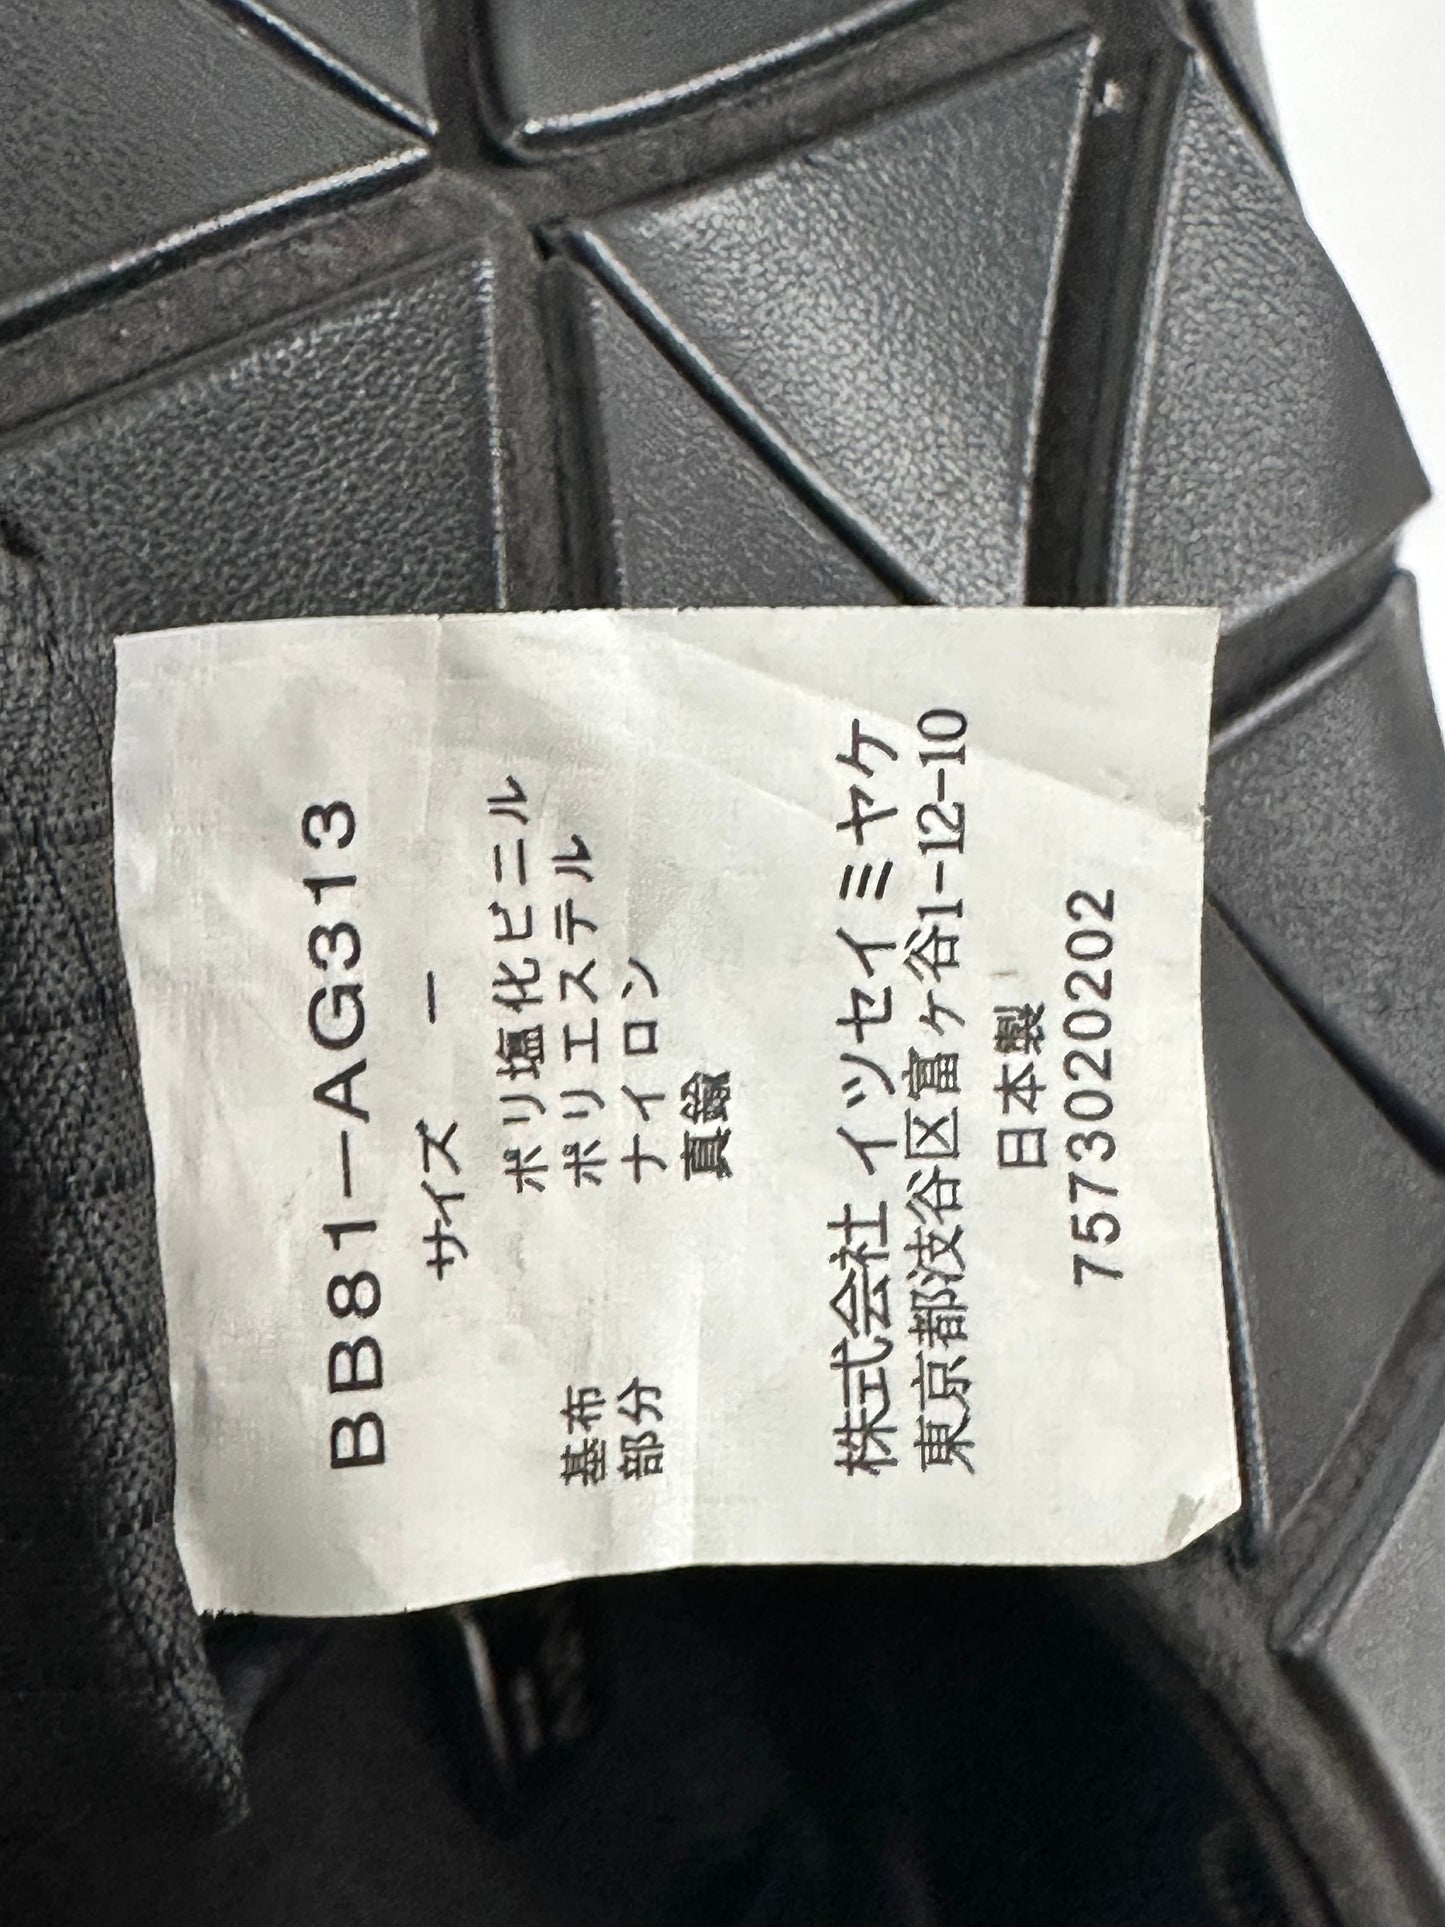 BB81-AG313
サイズ ー
ポリ塩化ビニル
基布 ポリエステル
部分 ナイロン
真鍮
株式会社 イッセイミヤケ
東京都渋谷区富ヶ谷1-12-10
日本製
7573020202